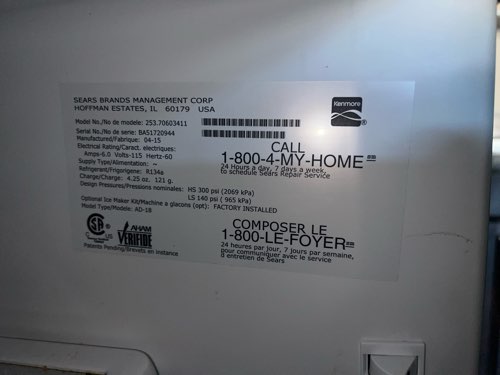 SEARS BRANDS MANAGEMENT CORP
HOFFMAN ESTATES, IL 60179 USA
Kenmore
Model No./No de modele: 253.70603411
Serial No./No de serie: BA51720944
Manufactured/Fabrique: 04-15
Electrical Rating/Caract. electriques:
Amps-6.0 Volts-115 Hertz-60
Supply Type/Alimentation: ~
Refrigerant/Frigorigene: R134a
Charge/Charge: 4.25 oz. 121 g.
Design Pressures/Pressions nominales: HS 300 psi (2069 kPa)
LS 140 psi ( 965 kPa)
Optional Ice Maker Kit/Machine a glacons (opt): FACTORY INSTALLED
Model Type: AD-18
CALL
1-800-4-MY-HOME
24 Hours a day, 7 days a week,
to schedule Sears Repair Service
COMPOSER LE
1-800-LE-FOYER
24 heures par jour, 7 jours par semaine,
pour communiquer avec le service
d entretien de Sears
C US
AHAM
VERIFIDE
Patents Pending/Brevets en instance